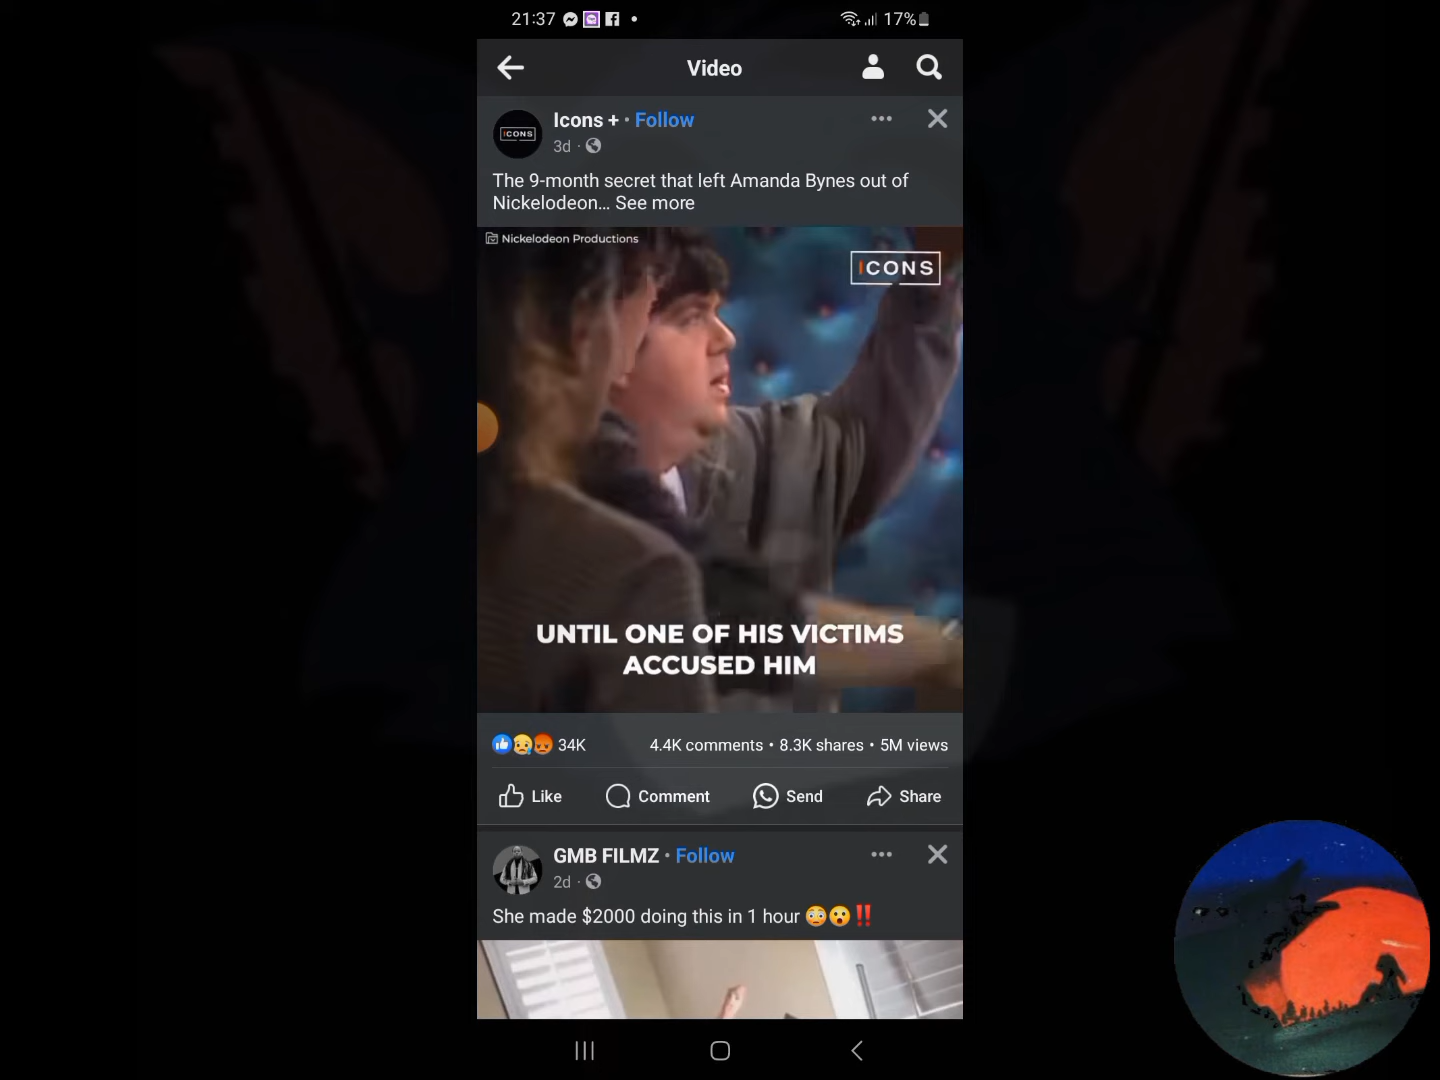 21:37
17%
Video
ICONS
Icons + · Follow
3d ·
The 9-month secret that left Amanda Bynes out of
Nickelodeon... See more
Nickelodeon Productions
ICONS
UNTIL ONE OF HIS VICTIMS
ACCUSED HIM
34K
4.4K comments • 8.3K shares • 5M views
Like
Comment
Send
Share
GMB FILMZ · Follow
2d ·
She made $2000 doing this in 1 hour 😳😮‼️